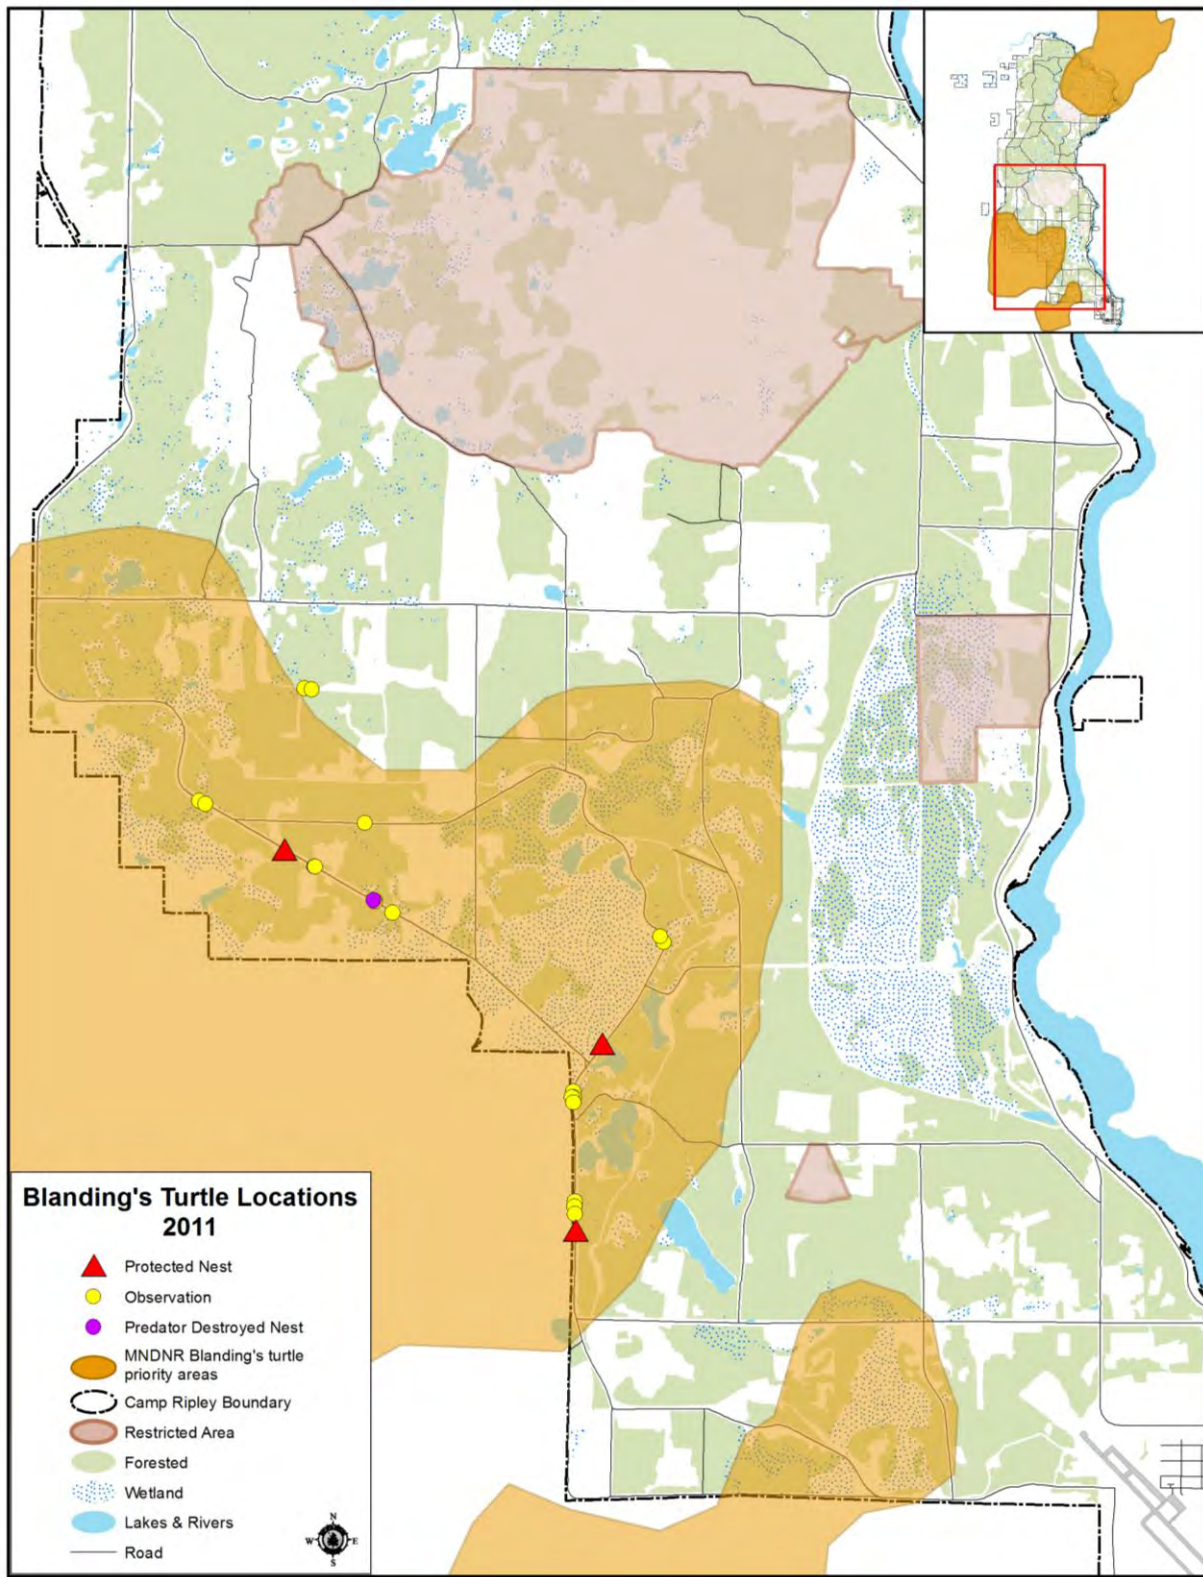 Blanding's Turtle Locations
2011
Protected Nest
Observation
Predator Destroyed Nest
MNDNR Blanding's turtle
priority areas
Camp Ripley Boundary
Restricted Area
Forested
Wetland
Lakes & Rivers
Road
N
W E
S